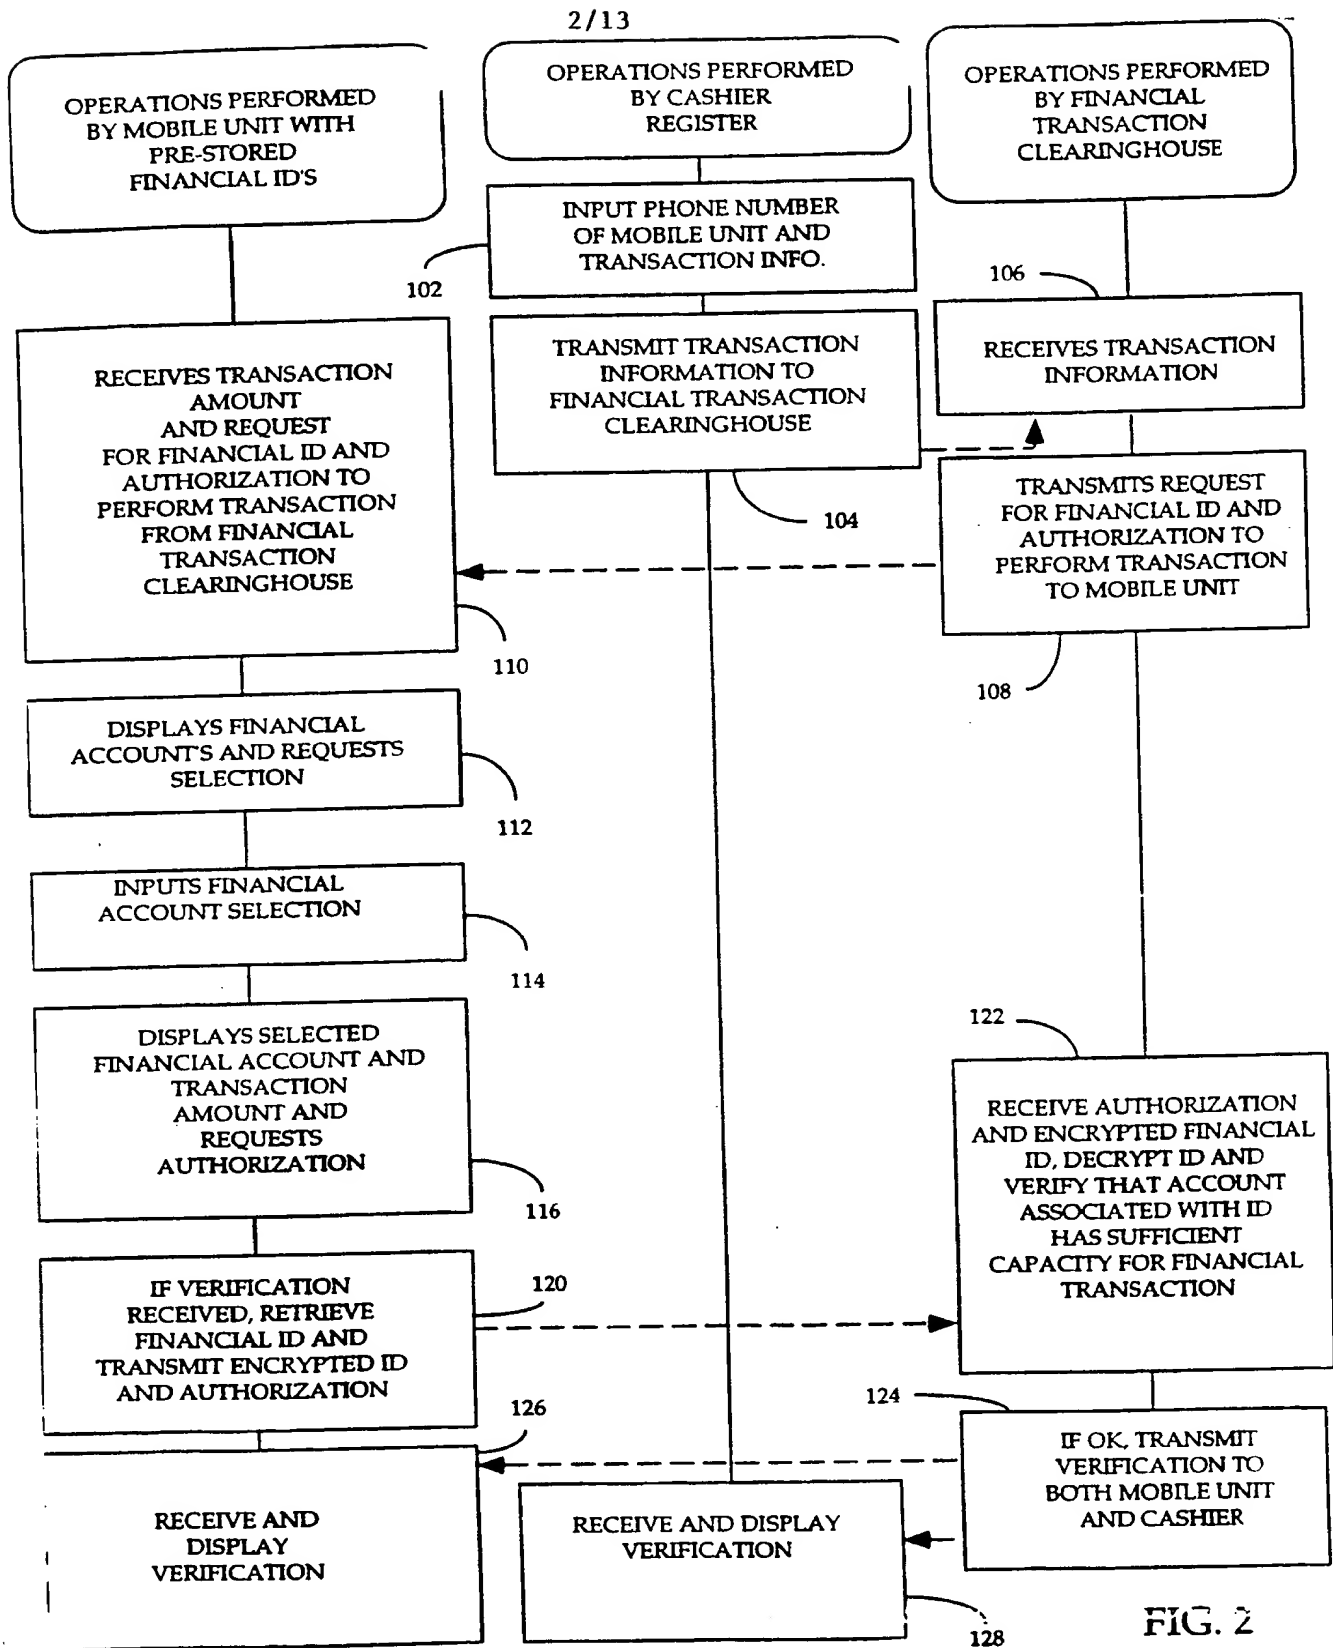 2/13
OPERATIONS PERFORMED
BY MOBILE UNIT WITH
PRE-STORED
FINANCIAL ID'S
OPERATIONS PERFORMED
BY CASHIER
REGISTER
OPERATIONS PERFORMED
BY FINANCIAL
TRANSACTION
CLEARINGHOUSE
INPUT PHONE NUMBER
OF MOBILE UNIT AND
TRANSACTION INFO.
102
106
RECEIVES TRANSACTION
AMOUNT
AND REQUEST
FOR FINANCIAL ID AND
AUTHORIZATION TO
PERFORM TRANSACTION
FROM FINANCIAL
TRANSACTION
CLEARINGHOUSE
110
TRANSMIT TRANSACTION
INFORMATION TO
FINANCIAL TRANSACTION
CLEARINGHOUSE
104
RECEIVES TRANSACTION
INFORMATION
TRANSMITS REQUEST
FOR FINANCIAL ID AND
AUTHORIZATION TO
PERFORM TRANSACTION
TO MOBILE UNIT
108
DISPLAYS FINANCIAL
ACCOUNT'S AND REQUESTS
SELECTION
112
INPUTS FINANCIAL
ACCOUNT SELECTION
114
DISPLAYS SELECTED
FINANCIAL ACCOUNT AND
TRANSACTION
AMOUNT AND
REQUESTS
AUTHORIZATION
116
122
RECEIVE AUTHORIZATION
AND ENCRYPTED FINANCIAL
ID, DECRYPT ID AND
VERIFY THAT ACCOUNT
ASSOCIATED WITH ID
HAS SUFFICIENT
CAPACITY FOR FINANCIAL
TRANSACTION
IF VERIFICATION
RECEIVED, RETRIEVE
FINANCIAL ID AND
TRANSMIT ENCRYPTED ID
AND AUTHORIZATION
120
126
124
IF OK, TRANSMIT
VERIFICATION TO
BOTH MOBILE UNIT
AND CASHIER
RECEIVE AND
DISPLAY
VERIFICATION
RECEIVE AND DISPLAY
VERIFICATION
128
FIG. 2